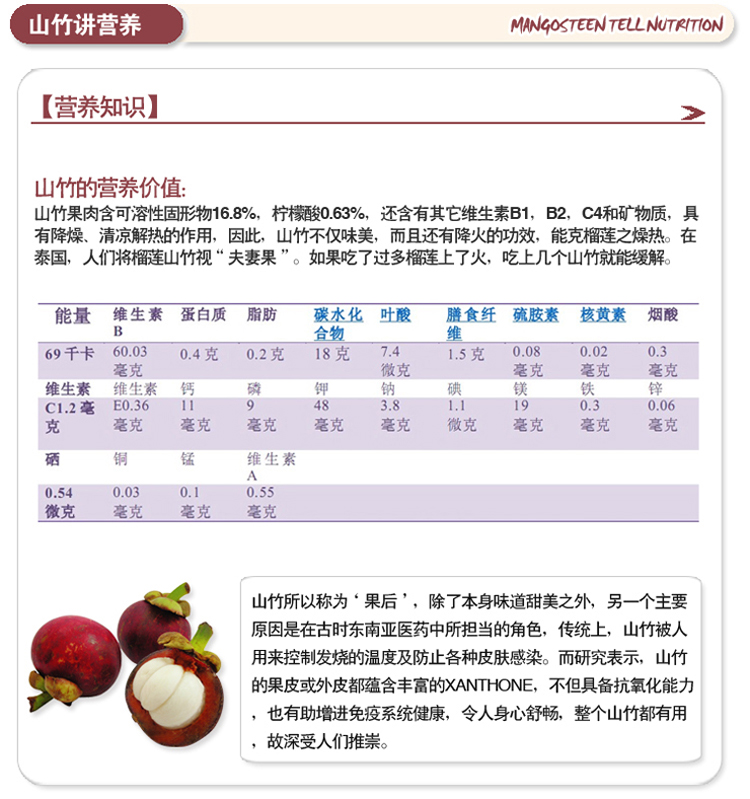 山竹讲营养
MANGOSTEEN TELL NUTRITION
【营养知识】
山竹的营养价值:
山竹果肉含可溶性固形物16.8%，柠檬酸0.63%，还含有其它维生素B1，B2，C4和矿物质，具
有降燥、清凉解热的作用，因此，山竹不仅味美，而且还有降火的功效，能克榴莲之燥热。在
泰国，人们将榴莲山竹视“夫妻果”。如果吃了过多榴莲上了火，吃上几个山竹就能缓解。
能量 维生素 蛋白质 脂肪 碳水化 叶酸 膳食纤 硫胺素 核黄素 烟酸
B 合物 维
69千卡 60.03 0.4克 0.2克 18克 7.4 1.5克 0.08 0.02 0.3
毫克 微克 毫克 毫克 毫克
维生素 维生素 钙 磷 钾 钠 碘 镁 铁 锌
C1.2毫 E0.36 11 9 48 3.8 1.1 19 0.3 0.06
克 毫克 毫克 毫克 毫克 毫克 微克 毫克 毫克 毫克
硒 铜 锰 维生素
A
0.54 0.03 0.1 0.55
微克 毫克 毫克 毫克
山竹所以称为‘果后’，除了本身味道甜美之外，另一个主要
原因是在古时东南亚医药中所担当的角色，传统上，山竹被人
用来控制发烧的温度及防止各种皮肤感染。而研究表示，山竹
的果皮或外皮都蕴含丰富的XANTHONE，不但具备抗氧化能力
，也有助增进免疫系统健康，令人身心舒畅，整个山竹都有用
，故深受人们推崇。